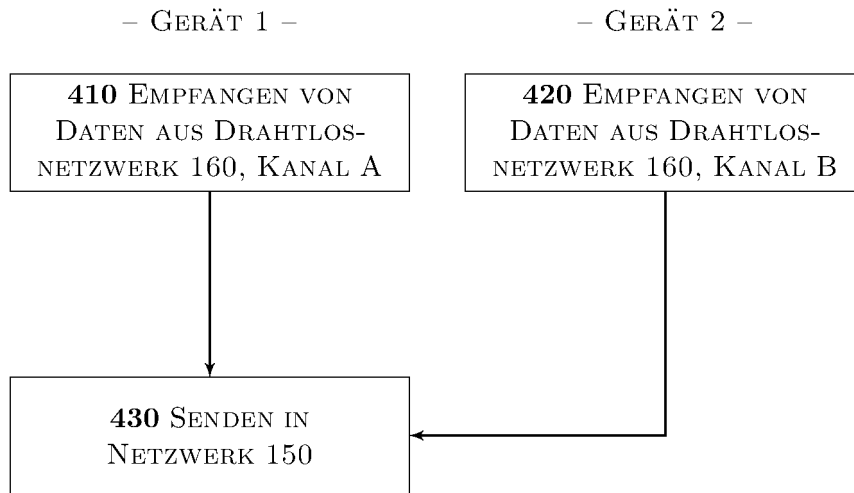 – GERÄT 1 –
– GERÄT 2 –
410 EMPFANGEN VON
DATEN AUS DRAHTLOS-
NETZWERK 160, KANAL A
420 EMPFANGEN VON
DATEN AUS DRAHTLOS-
NETZWERK 160, KANAL B
430 SENDEN IN
NETZWERK 150